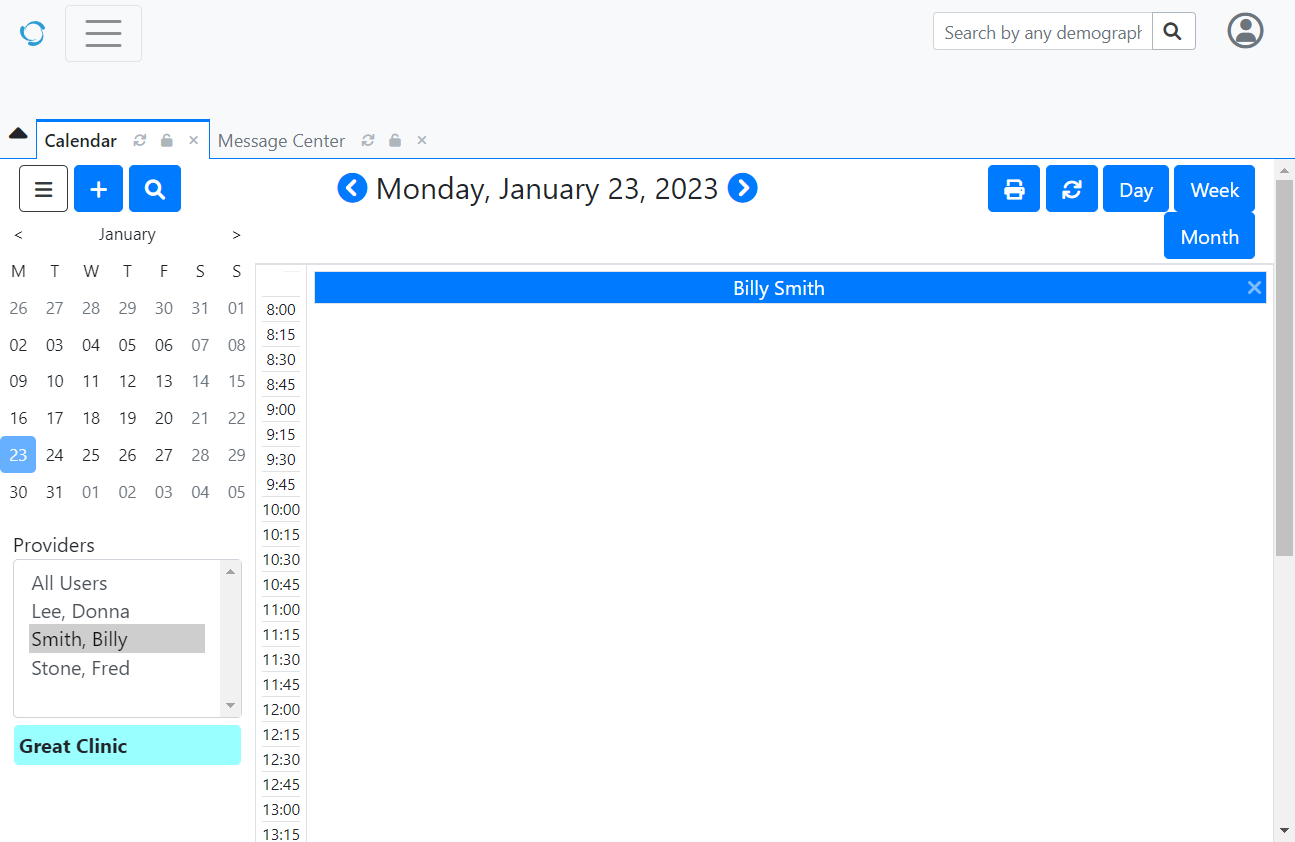 Search by any demograph
Calendar Message Center
Monday, January 23, 2023
Day Week
Month
< January >
M T W T F S S
26 27 28 29 30 31 01
02 03 04 05 06 07 08
09 10 11 12 13 14 15
16 17 18 19 20 21 22
23 24 25 26 27 28 29
30 31 01 02 03 04 05
Providers
All Users
Lee, Donna
Smith, Billy
Stone, Fred
Great Clinic
Billy Smith
8:00
8:15
8:30
8:45
9:00
9:15
9:30
9:45
10:00
10:15
10:30
10:45
11:00
11:15
11:30
11:45
12:00
12:15
12:30
12:45
13:00
13:15